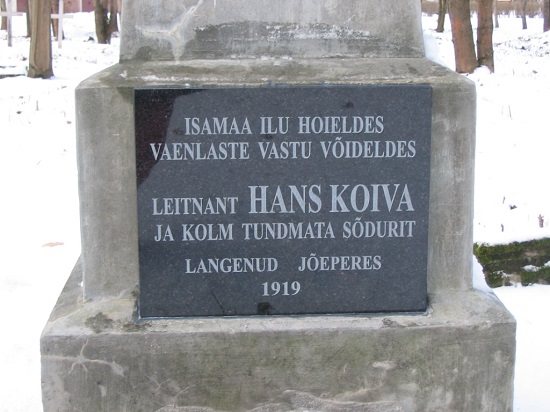 ISAMAA ILU HOIELDES
VAENLASTE VASTU VÕIDELDES
LEITNANT HANS KOIVA
JA KOLM TUNDMATA SÕDURIT
LANGENUD JÕEPERES
1919